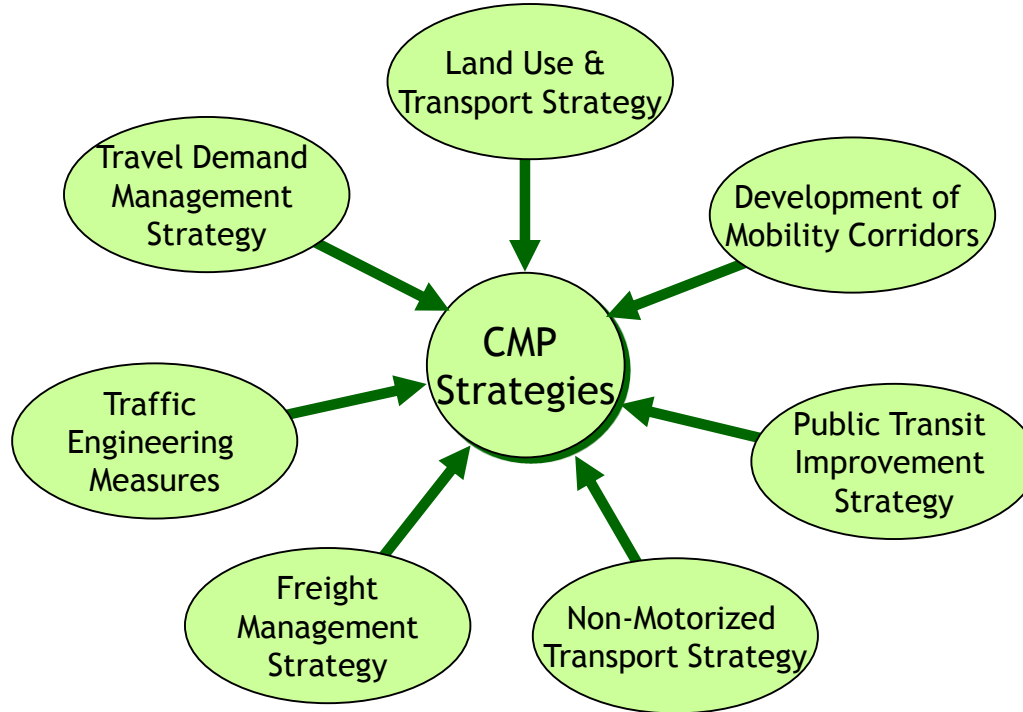 Land Use &
Transport Strategy
Travel Demand
Management
Strategy
Development of
Mobility Corridors
CMP
Strategies
Traffic
Engineering
Measures
Public Transit
Improvement
Strategy
Freight
Management
Strategy
Non-Motorized
Transport Strategy